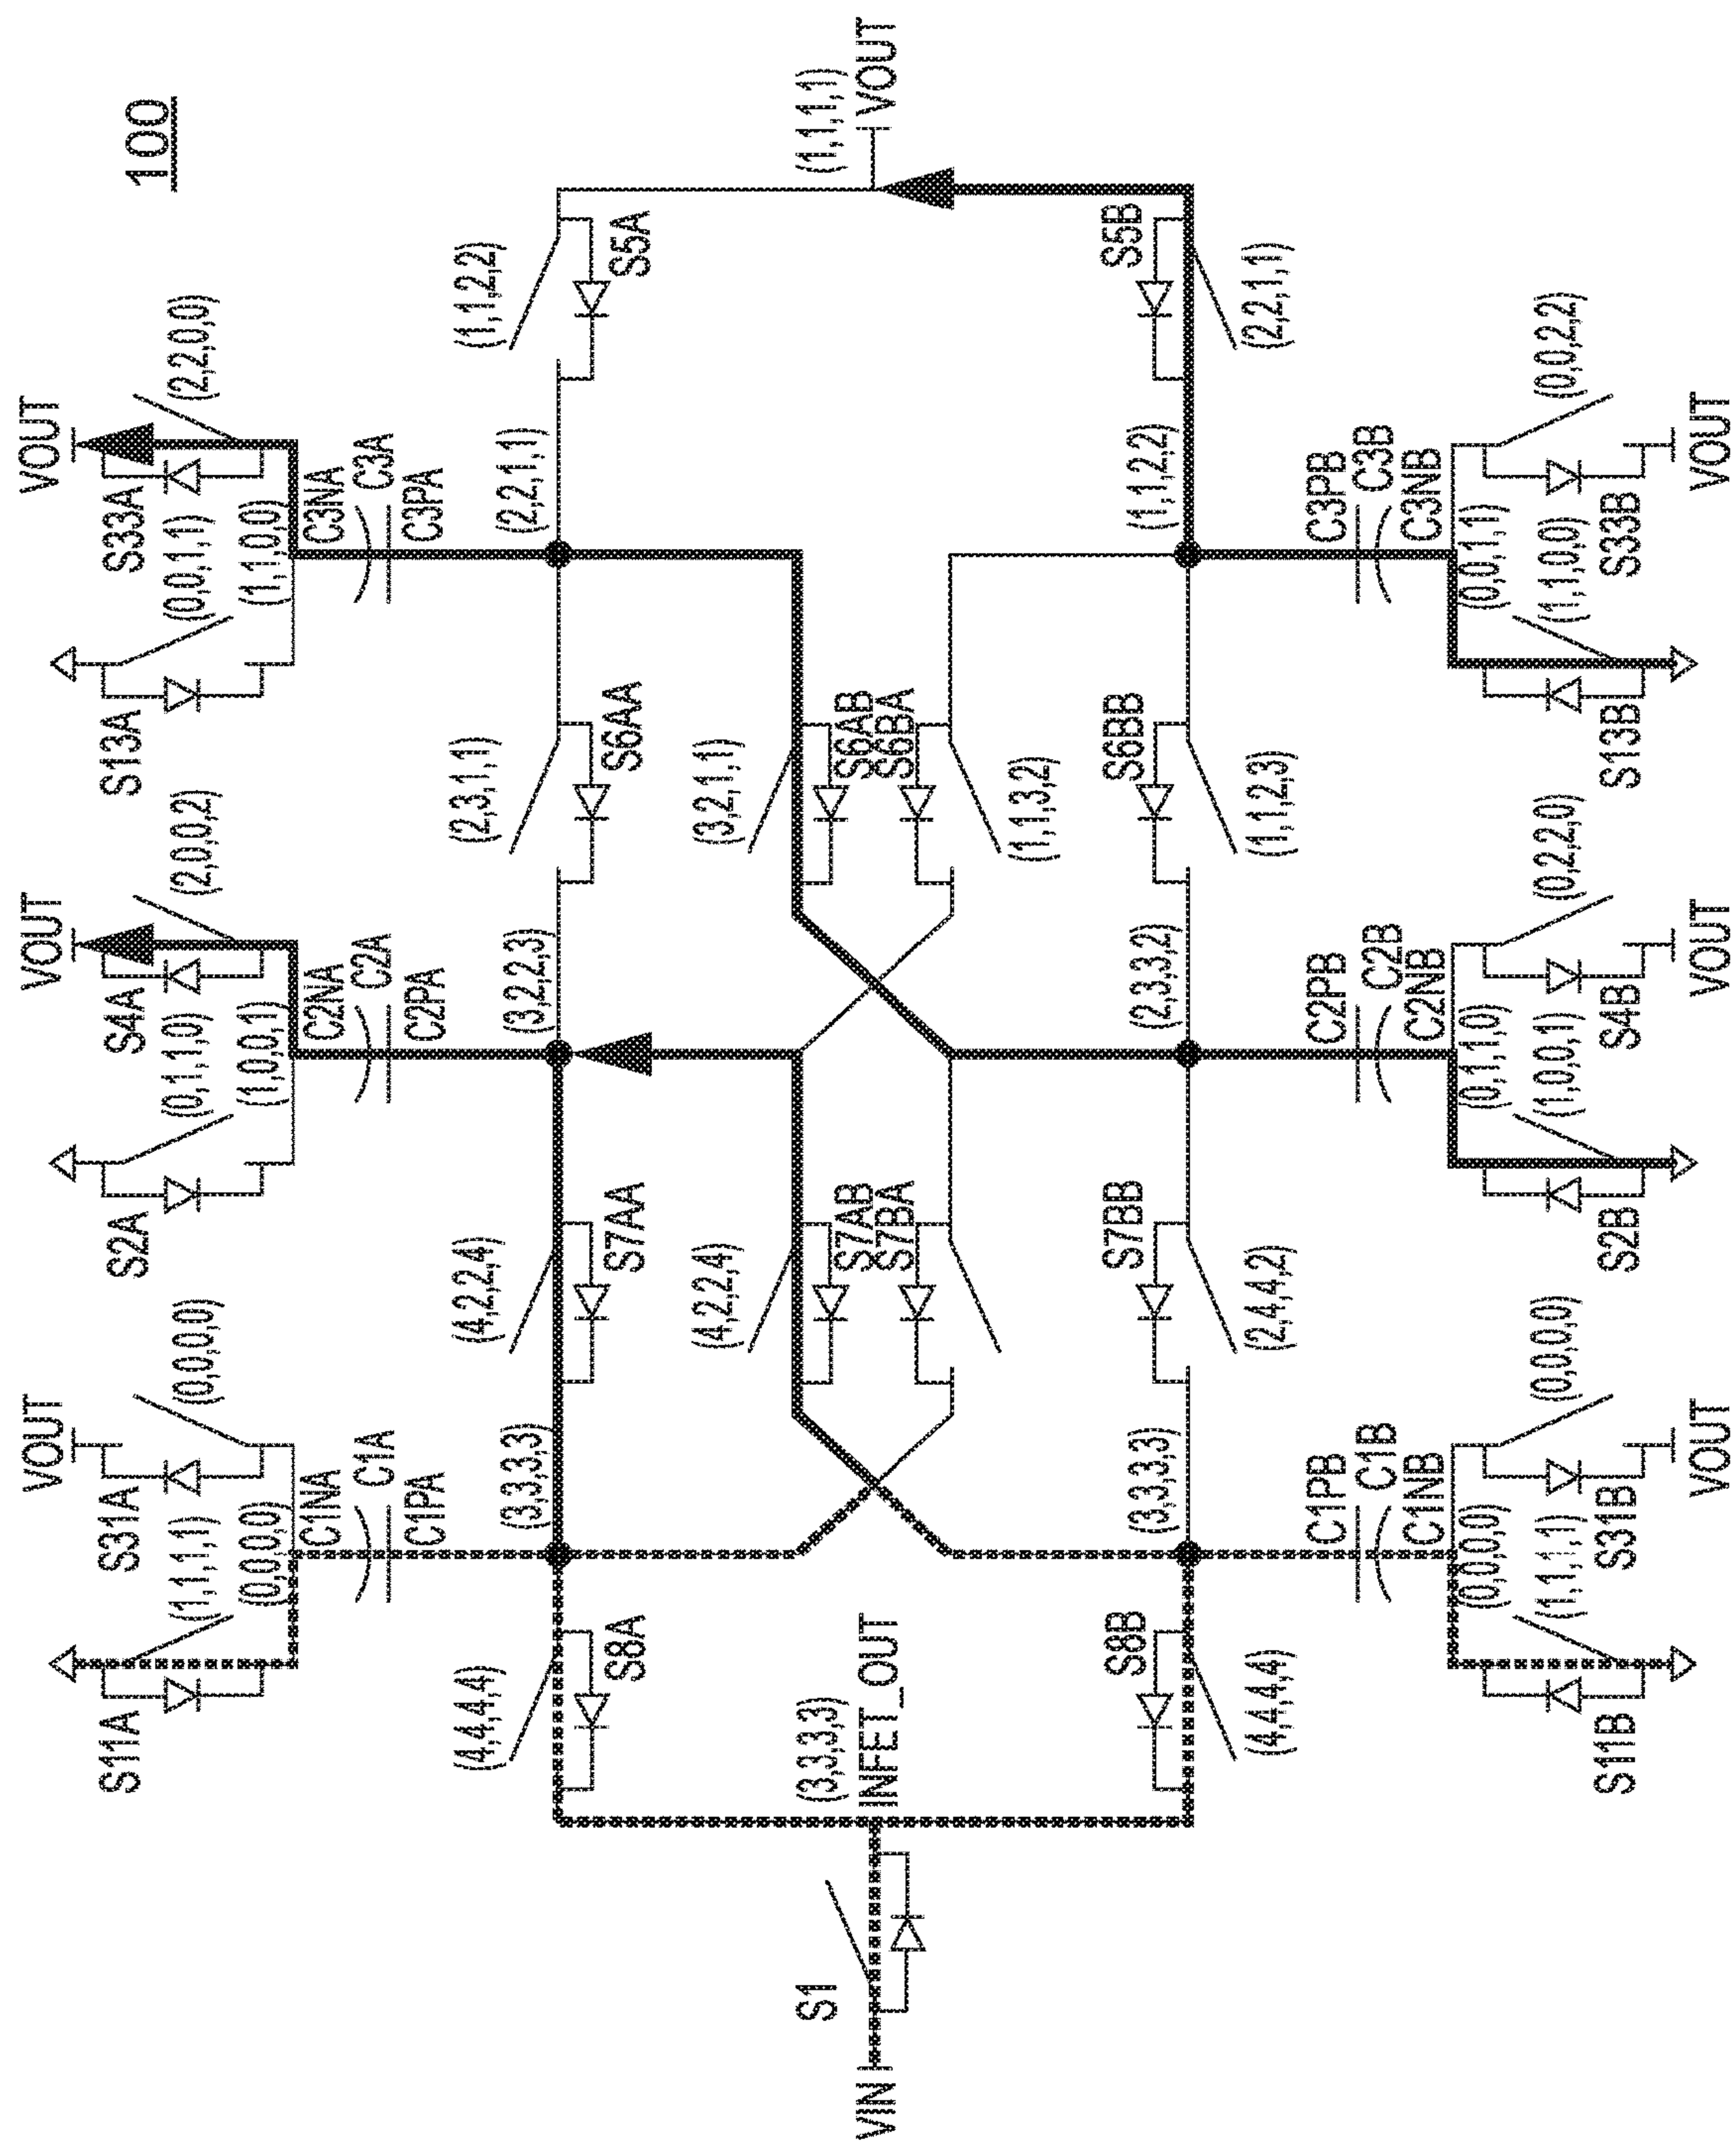 VOUT
VOUT
VOUT
100
S11A
S31A
S2A
S4A
S13A
S33A
(1,1,1,1)
(0,0,0,0)
(0,1,1,0)
(2,0,0,2)
(0,0,1,1)
(2,2,0,0)
(0,0,0,0)
(1,0,0,1)
(1,1,0,0)
C1NA
C2NA
C3NA
C1A
C2A
C3A
C1PA
C2PA
C3PA
(4,4,4,4)
(4,2,2,4)
(2,3,1,1)
(1,1,2,2)
(3,3,3,3)
(3,2,2,3)
(2,2,1,1)
S8A
S7AA
S6AA
S5A
(4,2,2,4)
(3,2,1,1)
S1
(3,3,3,3)
(1,1,1,1)
S7AB
S6AB
VIN
INFET_OUT
S7BA
S6BA
VOUT
(1,1,3,2)
S8B
S7BB
S6BB
S5B
(3,3,3,3)
(2,3,3,2)
(1,1,2,2)
(4,4,4,4)
(2,4,4,2)
(1,1,2,3)
(2,2,1,1)
C1PB
C2PB
C3PB
C1B
C2B
C3B
C1NB
C2NB
C3NB
(0,0,0,0)
(0,1,1,0)
(0,0,1,1)
(1,1,1,1)
(0,0,0,0)
(1,0,0,1)
(0,2,2,0)
(1,1,0,0)
(0,0,2,2)
S11B
S31B
S2B
S4B
S13B
S33B
VOUT
VOUT
VOUT